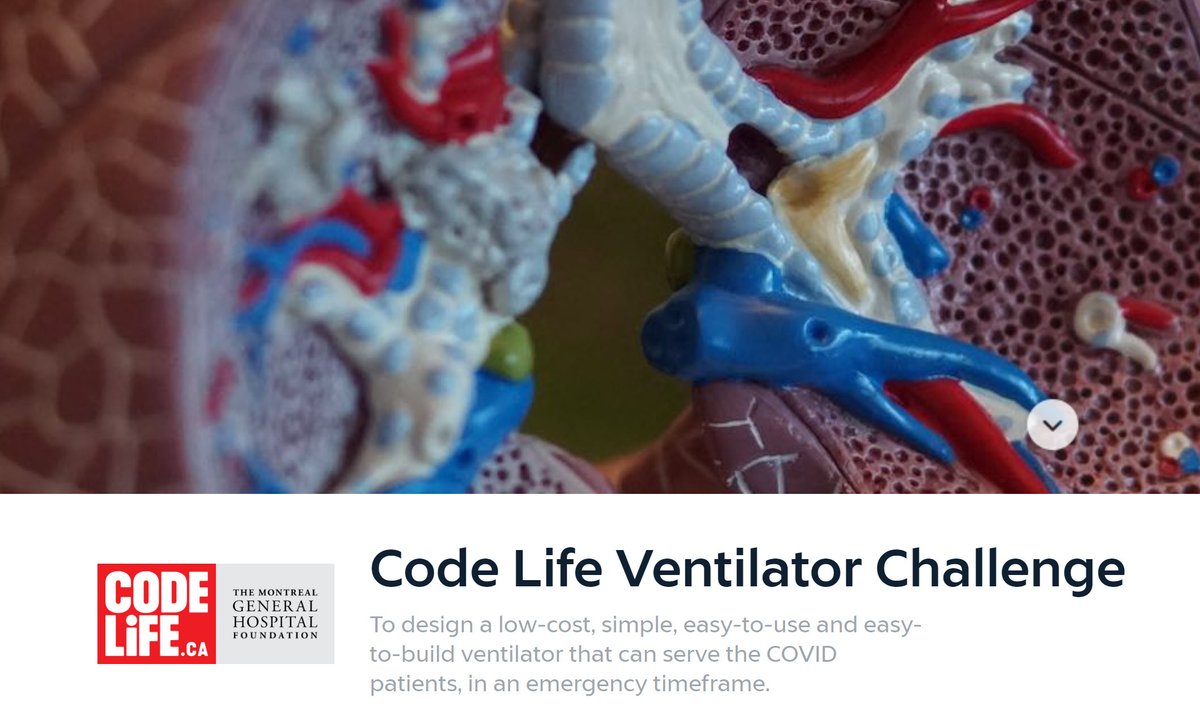 Code Life Ventilator Challenge
CODE
LiFE.CA
THE MONTREAL
GENERAL
HOSPITAL
FOUNDATION
To design a low-cost, simple, easy-to-use and easy-
to-build ventilator that can serve the COVID
patients, in an emergency timeframe.